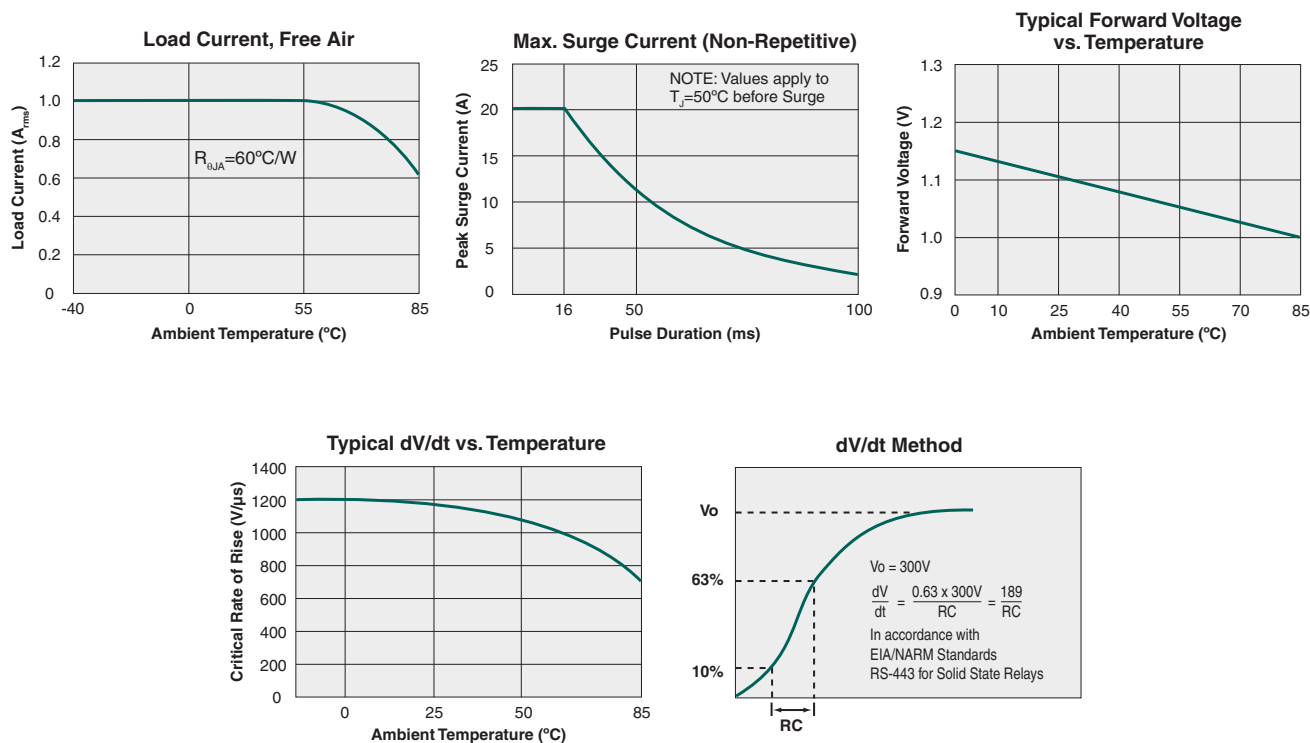 Load Current, Free Air
1.2
1.0
0.8
0.6
0.4
0.2
0
Load Current (Arms)
RθJA=60ºC/W
-40
0
55
85
Ambient Temperature (ºC)
Max. Surge Current (Non-Repetitive)
25
20
15
10
5
0
Peak Surge Current (A)
NOTE: Values apply to
TJ=50ºC before Surge
16
50
100
Pulse Duration (ms)
Typical Forward Voltage
vs. Temperature
1.3
1.2
1.1
1.0
0.9
Forward Voltage (V)
0
10
25
40
55
70
85
Ambient Temperature (ºC)
Typical dV/dt vs. Temperature
1400
1200
1000
800
600
400
200
0
Critical Rate of Rise (V/µs)
0
25
50
85
Ambient Temperature (ºC)
dV/dt Method
Vo
63%
10%
Vo = 300V
dV/dt = 0.63 x 300V/RC = 189/RC
In accordance with
EIA/NARM Standards
RS-443 for Solid State Relays
RC